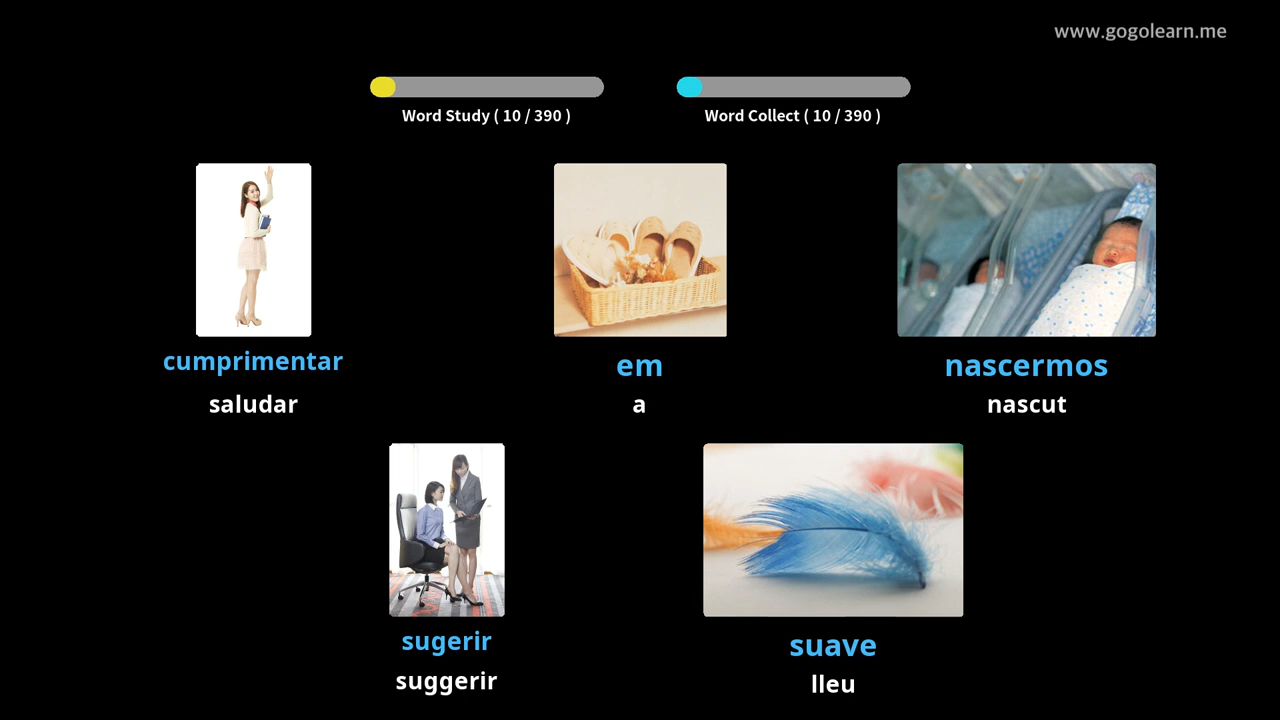 www.gogolearn.me
Word Study ( 10 / 390 )
Word Collect ( 10 / 390 )
cumprimentar
saludar
em
a
nascermos
nascut
sugerir
suggerir
suave
lleu